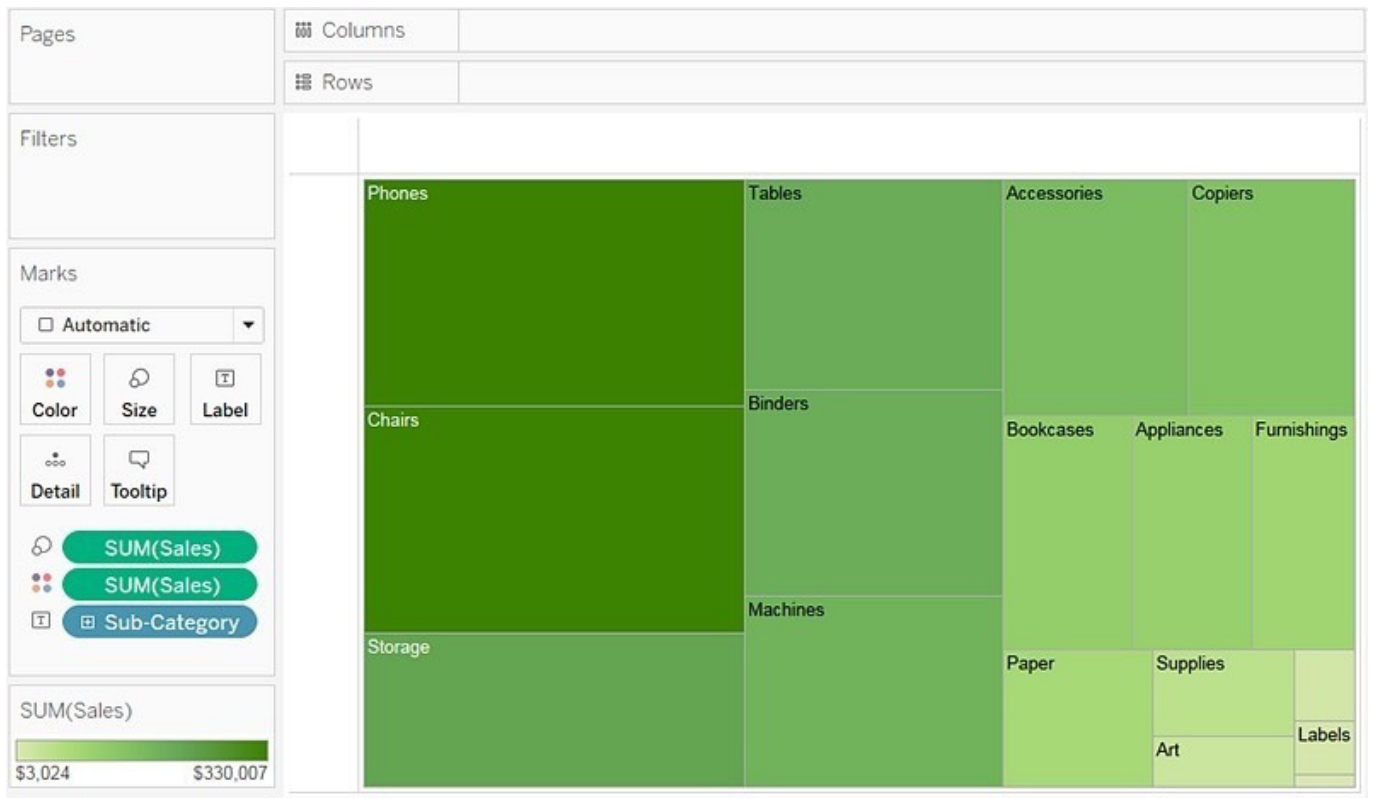 Pages
Columns
Rows
Filters
Marks
Automatic
Color Size Label
Detail Tooltip
SUM(Sales)
SUM(Sales)
Sub-Category
SUM(Sales)
$3,024 $330,007
Phones
Chairs
Storage
Tables
Binders
Machines
Accessories Copiers
Bookcases Appliances Furnishings
Paper Supplies
Labels
Art